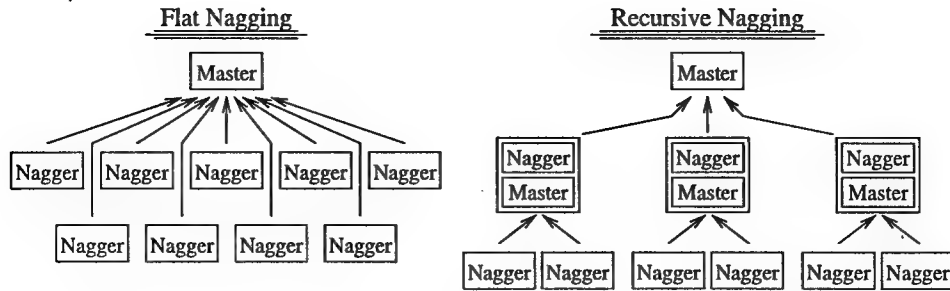 Flat Nagging
Recursive Nagging
Master
Master
Nagger Nagger Nagger Nagger Nagger
Nagger Nagger Nagger
Master Master Master
Nagger Nagger Nagger Nagger
Nagger Nagger Nagger Nagger Nagger Nagger